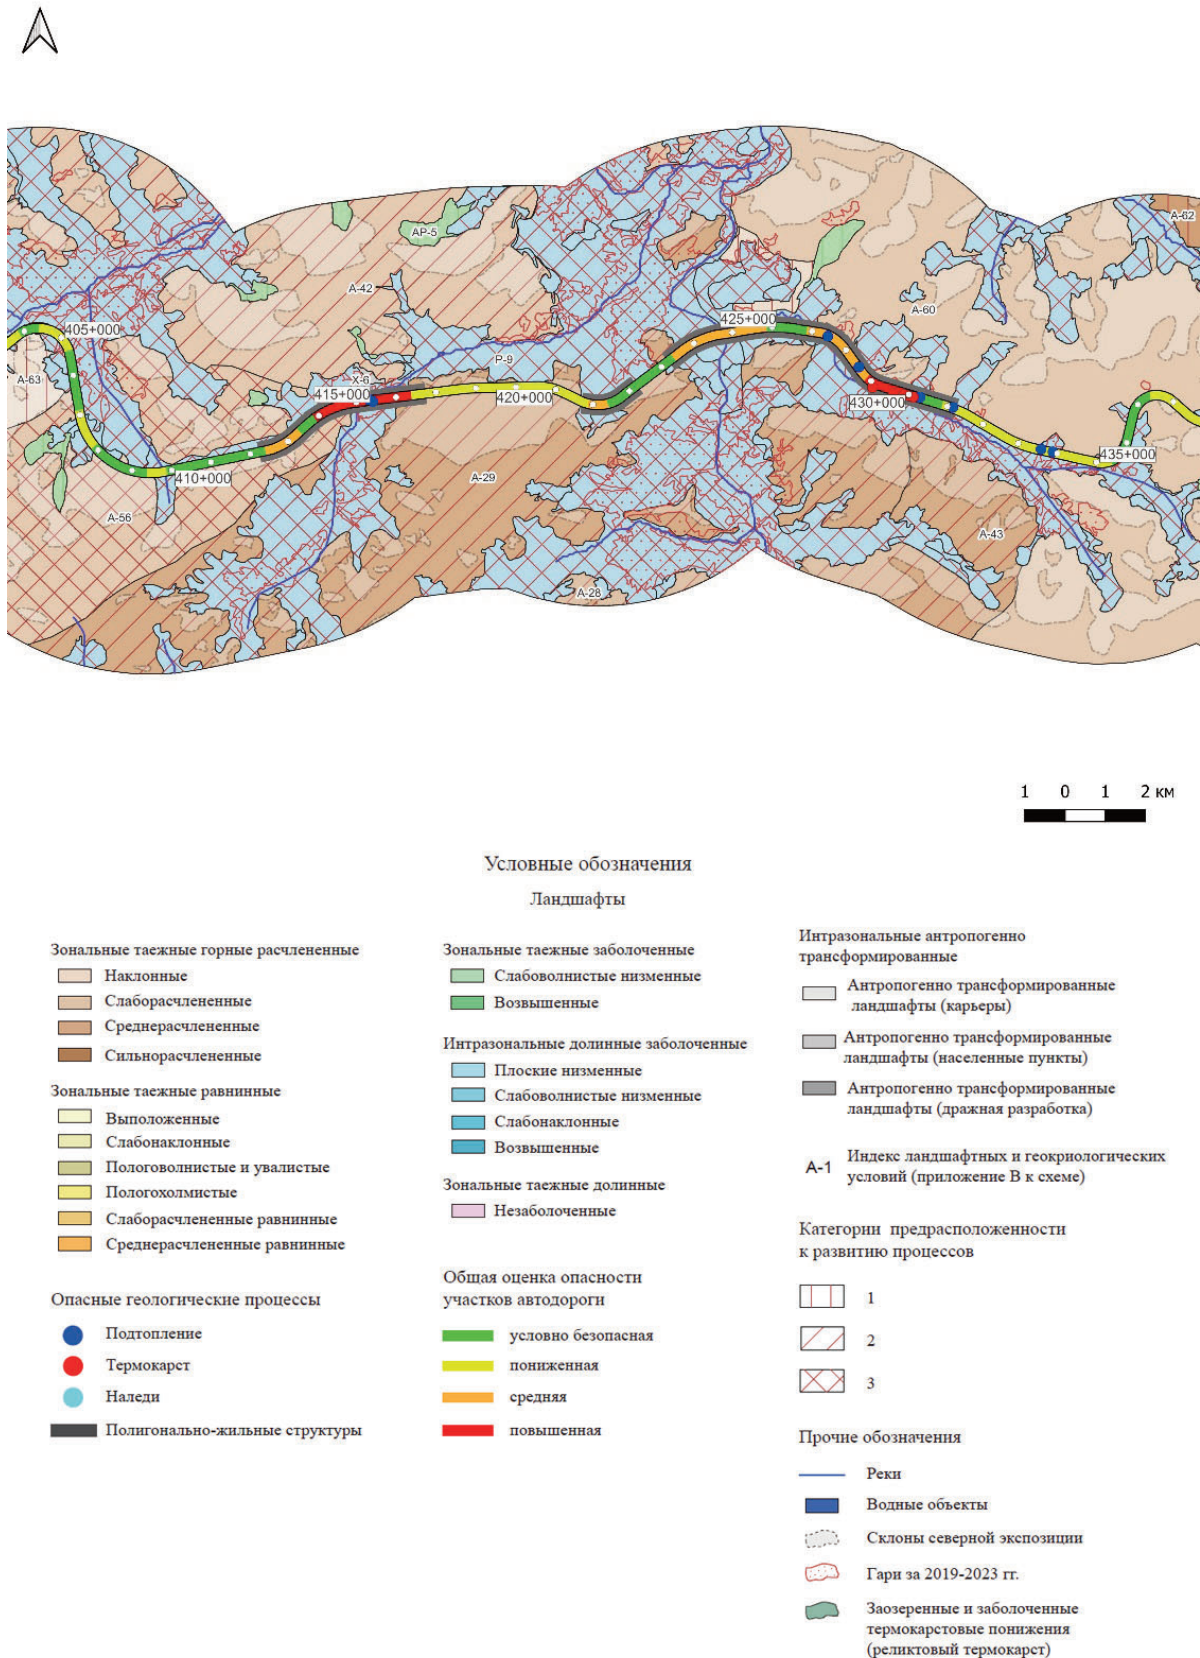 А-62
АР-5
А-42
А-60
405+000
425+000
Р-9
А-63
Х-6
415+000
420+000
430+000
435+000
410+000
А-29
А-56
А-43
А-28
1 0 1 2 км
Условные обозначения
Ландшафты
Зональные таежные горные расчлененные
Наклонные
Слаборасчлененные
Среднерасчлененные
Сильнорасчлененные
Зональные таежные равнинные
Выположенные
Слабонаклонные
Пологоволнистые и увалистые
Пологохолмистые
Слаборасчлененные равнинные
Среднерасчлененные равнинные
Опасные геологические процессы
Подтопление
Термокарст
Наледи
Полигонально-жильные структуры
Зональные таежные заболоченные
Слабоволнистые низменные
Возвышенные
Интразональные долинные заболоченные
Плоские низменные
Слабоволнистые низменные
Слабонаклонные
Возвышенные
Зональные таежные долинные
Незаболоченные
Общая оценка опасности
участков автодороги
условно безопасная
пониженная
средняя
повышенная
Интразональные антропогенно
трансформированные
Антропогенно трансформированные
ландшафты (карьеры)
Антропогенно трансформированные
ландшафты (населенные пункты)
Антропогенно трансформированные
ландшафты (дражная разработка)
А-1 Индекс ландшафтных и геокриологических
условий (приложение В к схеме)
Категории предрасположенности
к развитию процессов
1
2
3
Прочие обозначения
Реки
Водные объекты
Склоны северной экспозиции
Гари за 2019-2023 гг.
Заозеренные и заболоченные
термокарстовые понижения
(реликтовый термокарст)